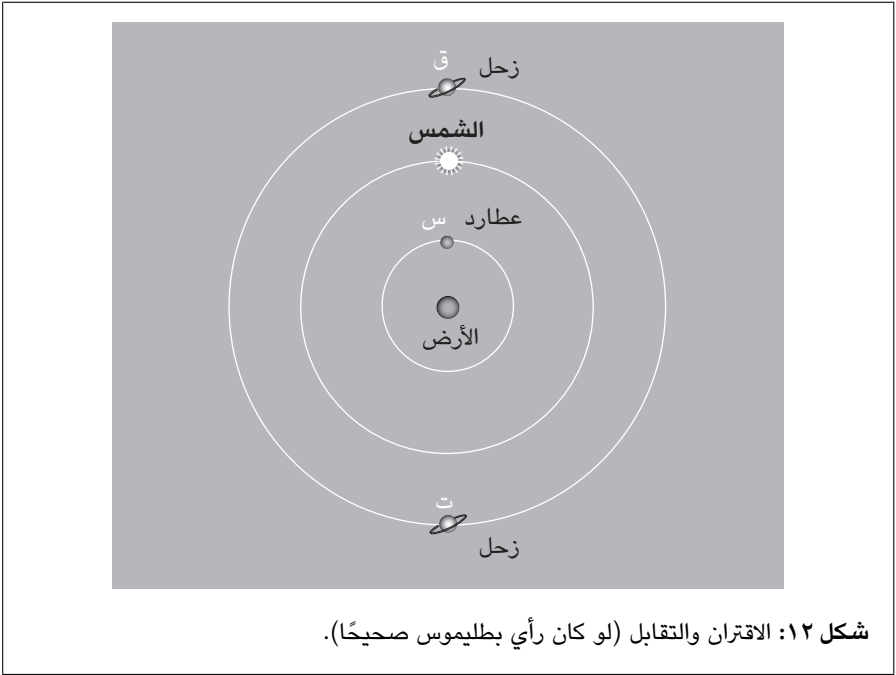 ق
زحل
الشمس
س عطارد
الأرض
ت
زحل
شكل ١٢: الاقتران والتقابل (لو كان رأي بطليموس صحيحًا).